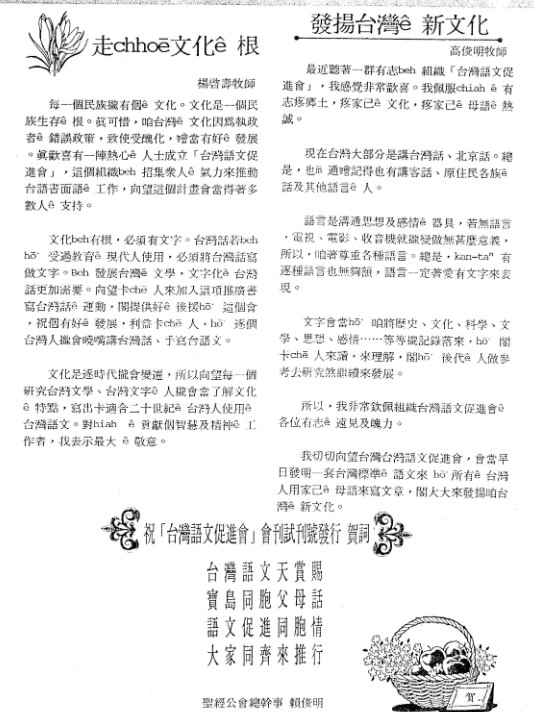 走chhoē文化ê 根
楊啓壽牧師
每一個民族攏有個ê 文化。文化是一個民
族生存ê 根。眞可惜,咱台灣ê 文化因爲執政
者ê 錯誤政策,致使受醜化,嘸當有好ê 發展
。眞歡喜有一陣熱心ê 人士成立「台灣語文促
進會」,這個組織beh 招集衆人ê 氣力來推動
台語書面語ê 工作,向望這個計畫會當得著多
數人ê 支持。
文化beh有根,必須有文字。台灣話若beh
hō͘ 受過教育ê 現代人使用,必須將台灣話寫
做文字。Beh 發展台灣ê 文學,文字化ê 台灣
話更加需要。向望卡chē 人來加入這項推廣書
寫台灣話ê 運動,閣提供好ê 後援hō͘ 這個會
,祝個有好ê 發展,利益卡chē 人,hō͘ 逐個
台灣人攏會曉嘴講台灣話、手寫台語文。
文化是逐時代攏會變遷,所以向望每一個
研究台灣文學、台灣文字ê 人攏會當了解文化
ê 特點,寫出卡適合二十世紀ê 台灣人使用ê
台灣語文。對hiah ê 貢獻個智慧及精神ê 工
作者,我表示最大 ê 敬意。
發揚台灣ê 新文化
高俊明牧師
最近聽著一群有志beh 組織「台灣語文促
進會」,我感覺非常歡喜。我佩服chiah ê 有
志疼鄉土,疼家己ê 文化,疼家己ê 母語ê 熱
誠。
現在台灣大部分是講台灣話、北京話。總
是,也m̄ 通嘸記得也有講客話、原住民各族ê
話及其他語言ê 人。
語言是溝通思想及感情ê 器具,若無語言
,電視、電影、收音機就攏變做無甚麼意義,
所以,咱著尊重各種語言。總是,kan-taⁿ 有
逐種語言也無夠額,語言一定著愛有文字來表
現。
文字會當hō͘ 咱將歷史、文化、科學、文
學、思想、感情……等等攏記錄落來,hō͘ 閣
卡chē 人來讀,來理解,閣hō͘ 後代ê 人做參
考去研究然繼續來發展。
所以,我非常欽佩組織台灣語文促進會ê
各位有志ê 遠見及魄力。
我切切向望台灣台灣語文促進會,會當早
日發明一套台灣標準ê 語文來 hō͘ 所有ê 台灣
人用家己ê 母語來寫文章,閣大大來發揚咱台
灣ê 新文化。
祝「台灣語文促進會」會刊試刊號發行 賀詞
台灣語文天賞賜
寶島同胞父母話
語文促進同胞情
大家同齊來推行
聖經公會總幹事 賴俊明
賀